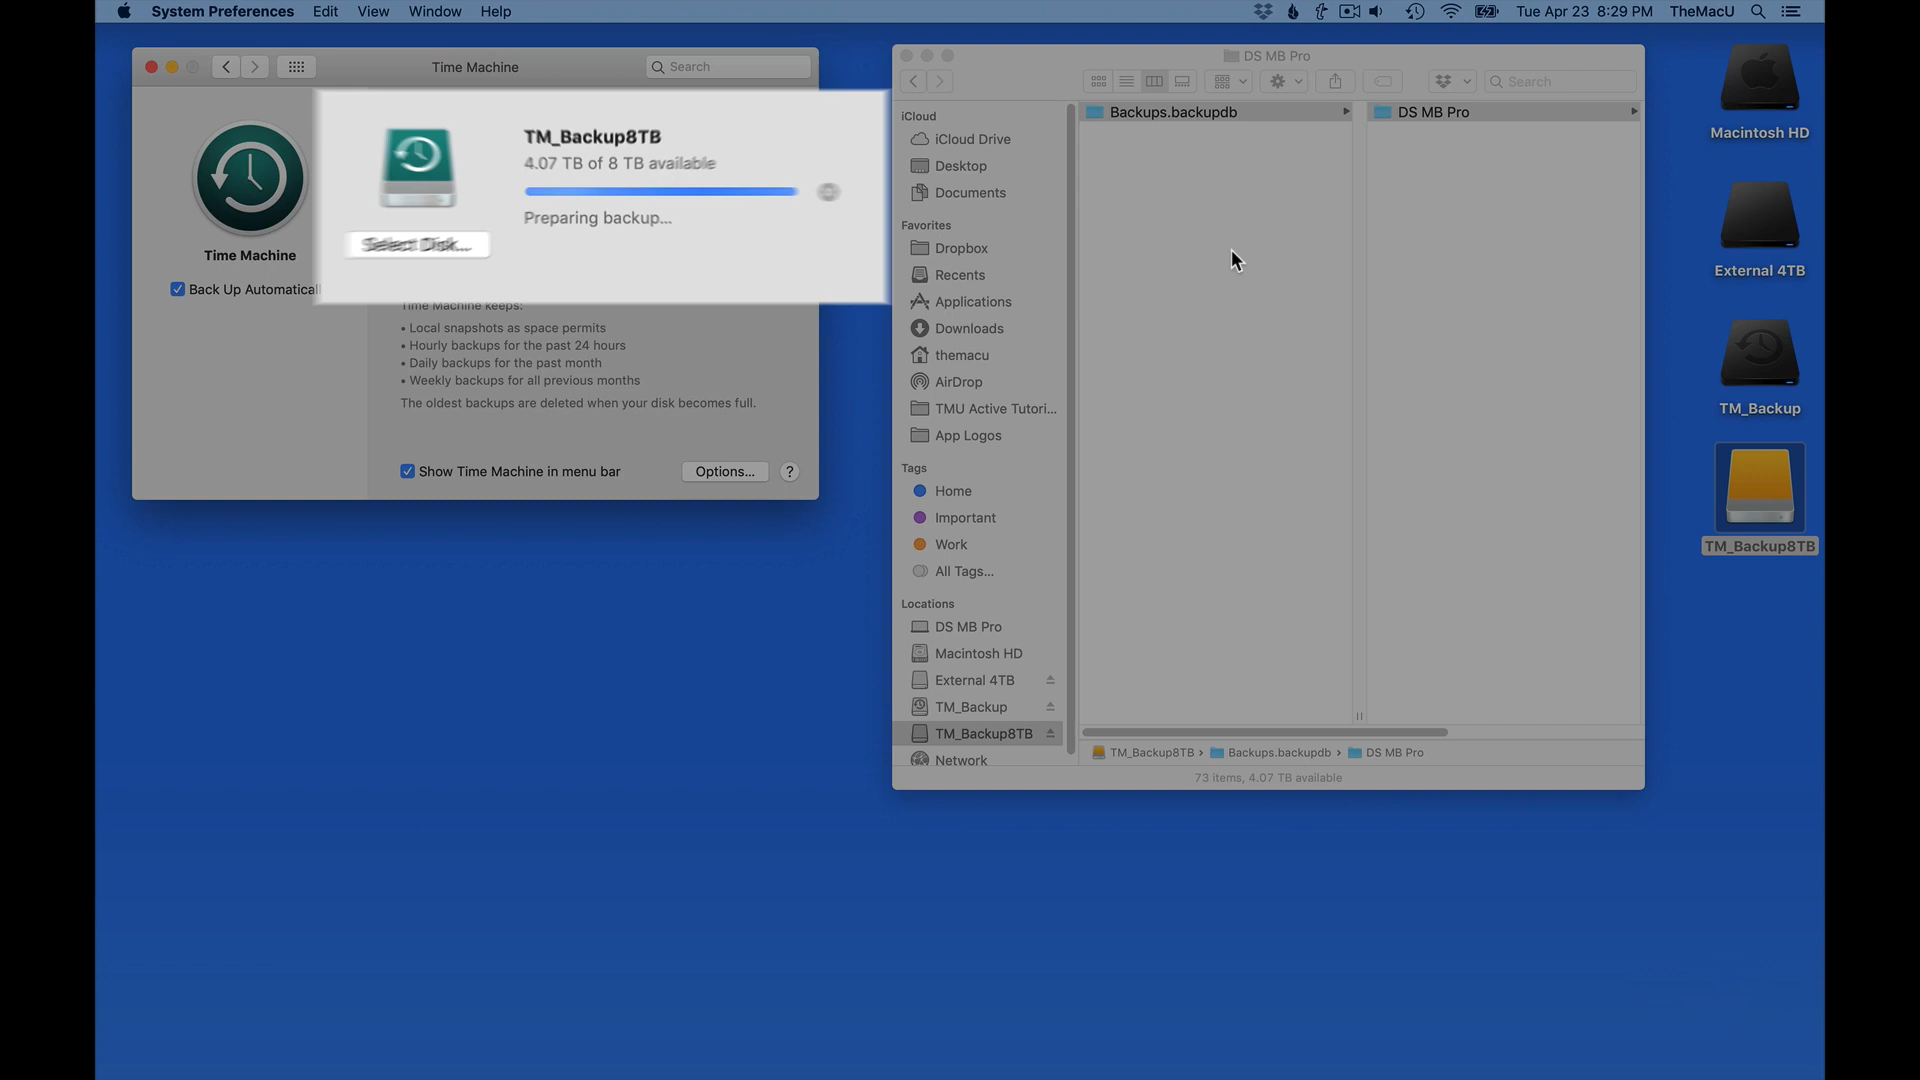 System Preferences Edit View Window Help
Tue Apr 23 8:29 PM TheMacU
Time Machine
Search
Time Machine
Back Up Automatical
TM_Backup8TB
4.07 TB of 8 TB available
Preparing backup...
Select Disk...
Time Machine keeps:
• Local snapshots as space permits
• Hourly backups for the past 24 hours
• Daily backups for the past month
• Weekly backups for all previous months
The oldest backups are deleted when your disk becomes full.
Show Time Machine in menu bar
Options...
?
DS MB Pro
Search
iCloud
iCloud Drive
Desktop
Documents
Favorites
Dropbox
Recents
Applications
Downloads
themacu
AirDrop
TMU Active Tutori...
App Logos
Tags
Home
Important
Work
All Tags...
Locations
DS MB Pro
Macintosh HD
External 4TB
TM_Backup
TM_Backup8TB
Network
Backups.backupdb
DS MB Pro
TM_Backup8TB › Backups.backupdb › DS MB Pro
73 items, 4.07 TB available
Macintosh HD
External 4TB
TM_Backup
TM_Backup8TB